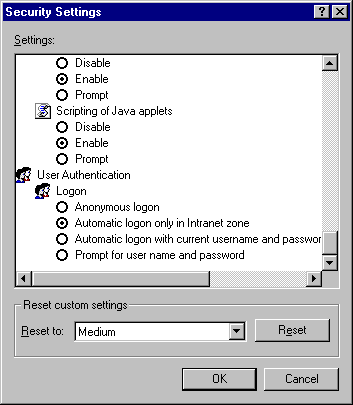 Security Settings
Settings:
Disable
Enable
Prompt
Scripting of Java applets
Disable
Enable
Prompt
User Authentication
Logon
Anonymous logon
Automatic logon only in Intranet zone
Automatic logon with current username and passwor
Prompt for user name and password
Reset custom settings
Reset to: Medium Reset
OK Cancel